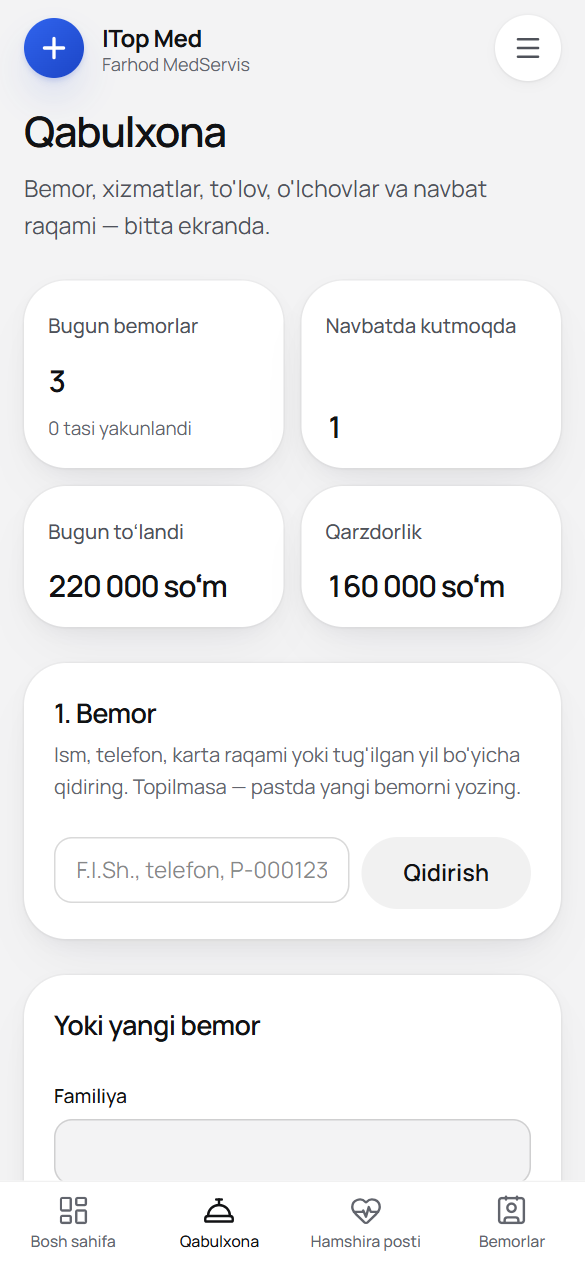 ITop Med
Farhod MedServis
Qabulxona
Bemor, xizmatlar, to'lov, o'lchovlar va navbat
raqami — bitta ekranda.
Bugun bemorlar
3
0 tasi yakunlandi
Navbatda kutmoqda
1
Bugun to‘landi
220 000 so‘m
Qarzdorlik
160 000 so‘m
1. Bemor
Ism, telefon, karta raqami yoki tug'ilgan yil bo'yicha
qidiring. Topilmasa — pastda yangi bemorni yozing.
F.I.Sh., telefon, P-000123
Qidirish
Yoki yangi bemor
Familiya
Bosh sahifa
Qabulxona
Hamshira posti
Bemorlar